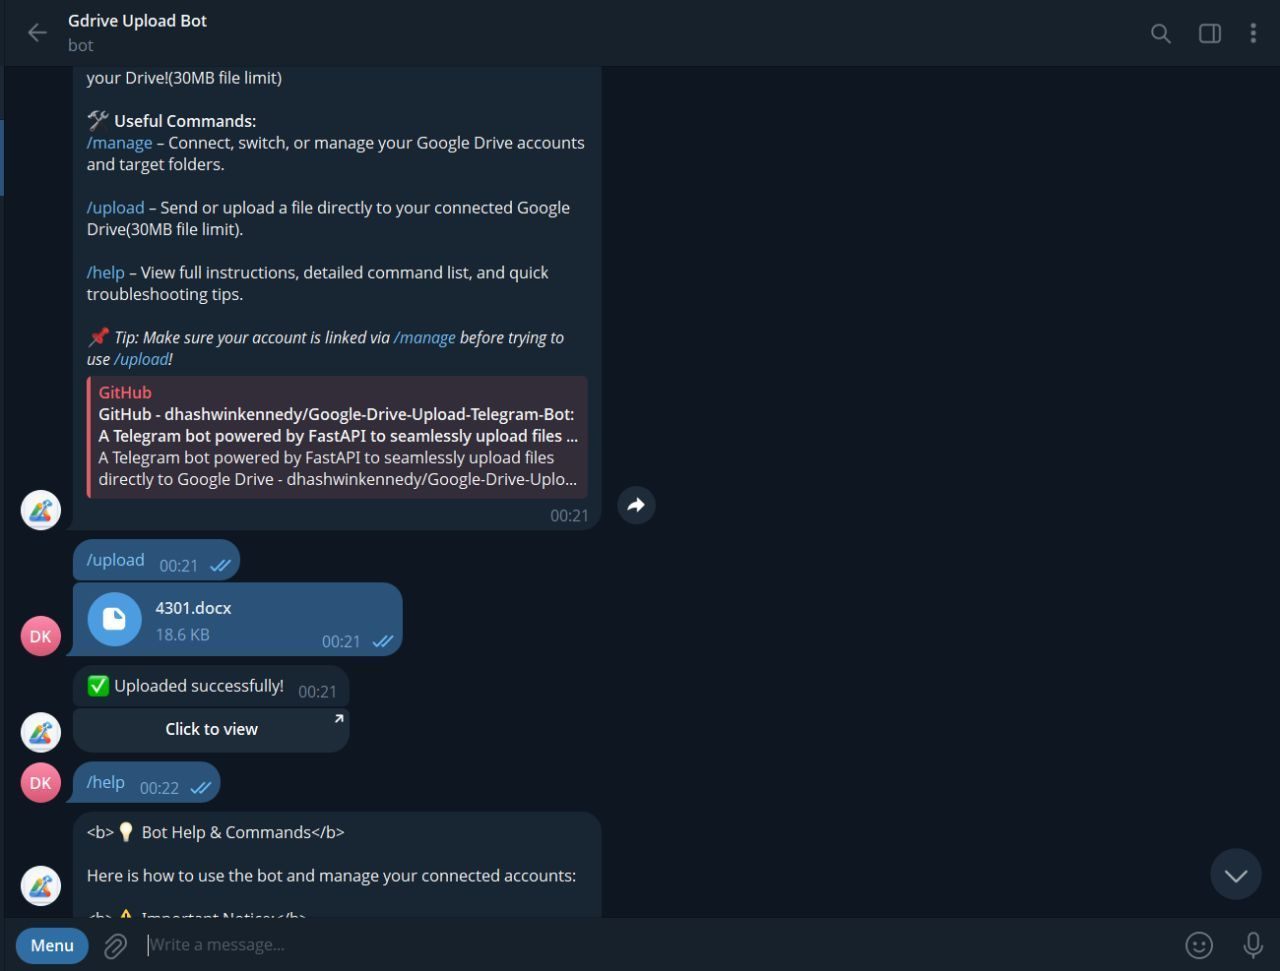 Gdrive Upload Bot
bot
your Drive!(30MB file limit)
🛠 Useful Commands:
/manage – Connect, switch, or manage your Google Drive accounts
and target folders.
/upload – Send or upload a file directly to your connected Google
Drive(30MB file limit).
/help – View full instructions, detailed command list, and quick
troubleshooting tips.
📌 Tip: Make sure your account is linked via /manage before trying to
use /upload!
GitHub
GitHub - dhashwinkennedy/Google-Drive-Upload-Telegram-Bot:
A Telegram bot powered by FastAPI to seamlessly upload files ...
A Telegram bot powered by FastAPI to seamlessly upload files
directly to Google Drive - dhashwinkennedy/Google-Drive-Uplo...
00:21
/upload 00:21
4301.docx
18.6 KB 00:21
DK
✅ Uploaded successfully! 00:21
Click to view
DK
/help 00:22
<b>💡 Bot Help & Commands</b>
Here is how to use the bot and manage your connected accounts:
<b>⚠ Important Notice:</b>
Menu
Write a message...